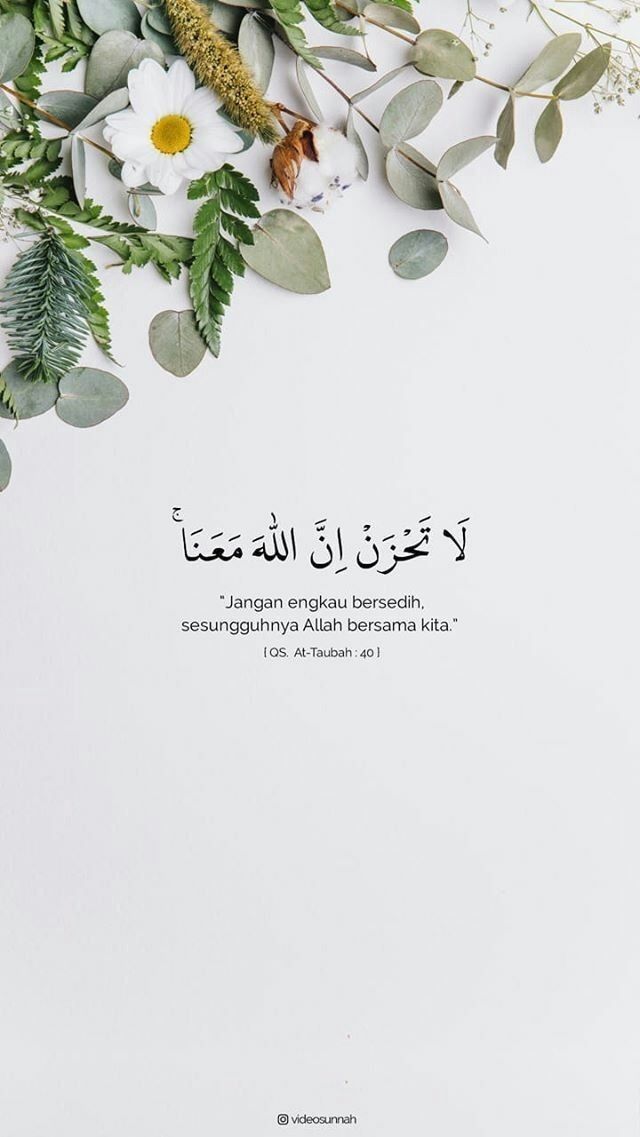 لَا تَحْزَنْ اِنَّ اللّٰهَ مَعَنَاۚ
"Jangan engkau bersedih,
sesungguhnya Allah bersama kita."
{ QS. At-Taubah : 40 }
videosunnah